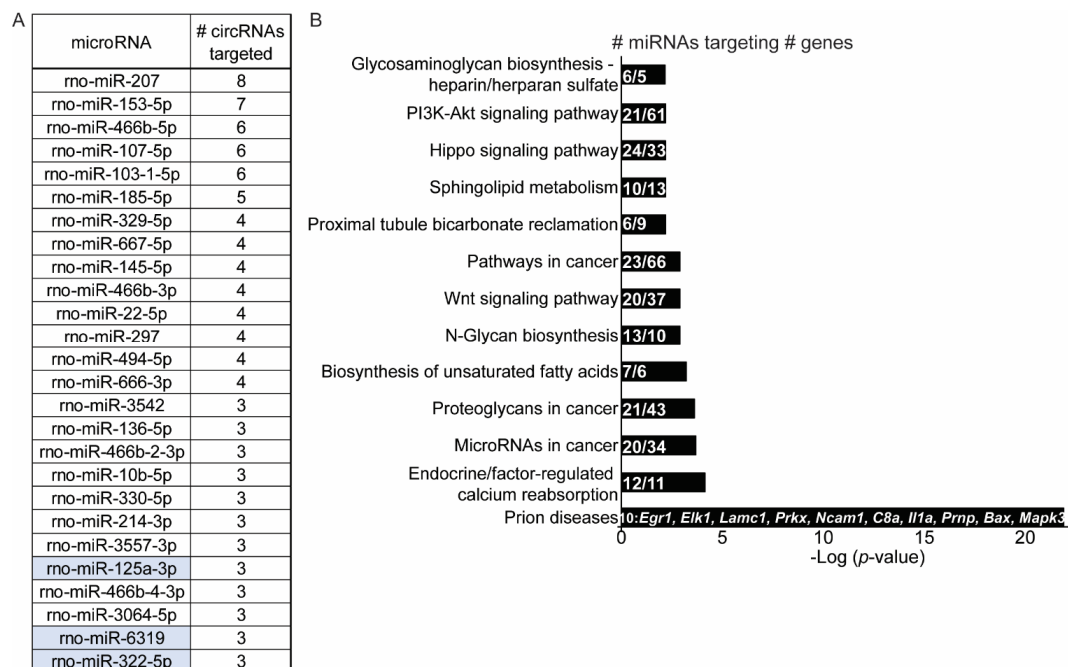 A
microRNA # circRNAs targeted
rno-miR-207 8
rno-miR-153-5p 7
rno-miR-466b-5p 6
rno-miR-107-5p 6
rno-miR-103-1-5p 6
rno-miR-185-5p 5
rno-miR-329-5p 4
rno-miR-667-5p 4
rno-miR-145-5p 4
rno-miR-466b-3p 4
rno-miR-22-5p 4
rno-miR-297 4
rno-miR-494-5p 4
rno-miR-666-3p 4
rno-miR-3542 3
rno-miR-136-5p 3
rno-miR-466b-2-3p 3
rno-miR-10b-5p 3
rno-miR-330-5p 3
rno-miR-214-3p 3
rno-miR-3557-3p 3
rno-miR-125a-3p 3
rno-miR-466b-4-3p 3
rno-miR-3064-5p 3
rno-miR-6319 3
rno-miR-322-5p 3
B
# miRNAs targeting # genes
Glycosaminoglycan biosynthesis -
heparin/herparan sulfate 6/5
PI3K-Akt signaling pathway 21/61
Hippo signaling pathway 24/33
Sphingolipid metabolism 10/13
Proximal tubule bicarbonate reclamation 6/9
Pathways in cancer 23/66
Wnt signaling pathway 20/37
N-Glycan biosynthesis 13/10
Biosynthesis of unsaturated fatty acids 7/6
Proteoglycans in cancer 21/43
MicroRNAs in cancer 20/34
Endocrine/factor-regulated
calcium reabsorption 12/11
Prion diseases 10:Egr1, Elk1, Lamc1, Prkx, Ncam1, C8a, Il1a, Prnp, Bax, Mapk3
0 5 10 15 20
-Log (p-value)